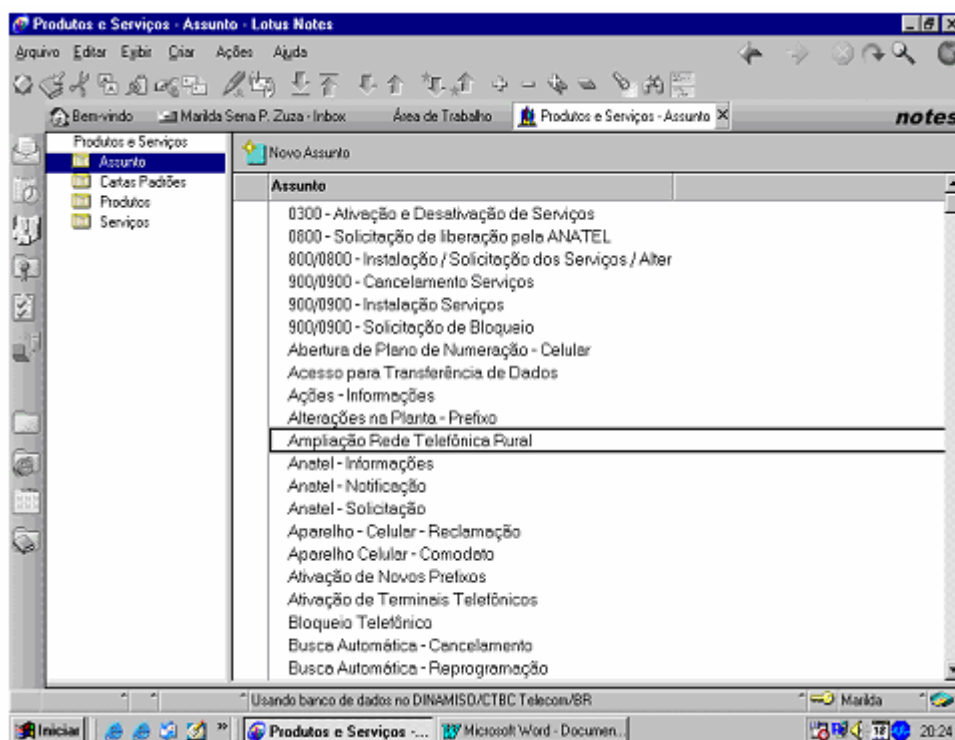 Produtos e Serviços - Assunto - Lotus Notes
Arquivo Editar Exibir Criar Ações Ajuda
Bem-vindo Marilda Sena P. Zuza - Inbox Área de Trabalho Produtos e Serviços - Assunto notes
Produtos e Serviços
Assunto
Cartas Padrões
Produtos
Serviços
Novo Assunto
Assunto
0300 - Ativação e Desativação de Serviços
0800 - Solicitação de liberação pela ANATEL
800/0800 - Instalação / Solicitação dos Serviços / Alter
900/0900 - Cancelamento Serviços
900/0900 - Instalação Serviços
900/0900 - Solicitação de Bloqueio
Abertura de Plano de Numeração - Celular
Acesso para Transferência de Dados
Ações - Informações
Alterações na Planta - Prefixo
Ampliação Rede Telefônica Rural
Anatel - Informações
Anatel - Notificação
Anatel - Solicitação
Aparelho - Celular - Reclamação
Aparelho Celular - Comodato
Ativação de Novos Prefixos
Ativação de Terminais Telefônicos
Bloqueio Telefônico
Busca Automática - Cancelamento
Busca Automática - Reprogramação
Usando banco de dados no DINAMISO/CTBC Telecom/BR Marilda
Iniciar » Produtos e Serviços -... Microsoft Word - Documen... 20:24